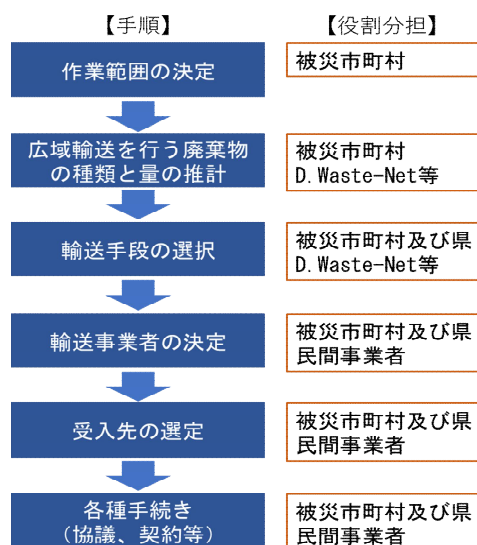 【手順】
【役割分担】
作業範囲の決定
被災市町村
広域輸送を行う廃棄物
の種類と量の推計
被災市町村
D.Waste-Net等
輸送手段の選択
被災市町村及び県
D.Waste-Net等
輸送事業者の決定
被災市町村及び県
民間事業者
受入先の選定
被災市町村及び県
民間事業者
各種手続き
（協議、契約等）
被災市町村及び県
民間事業者